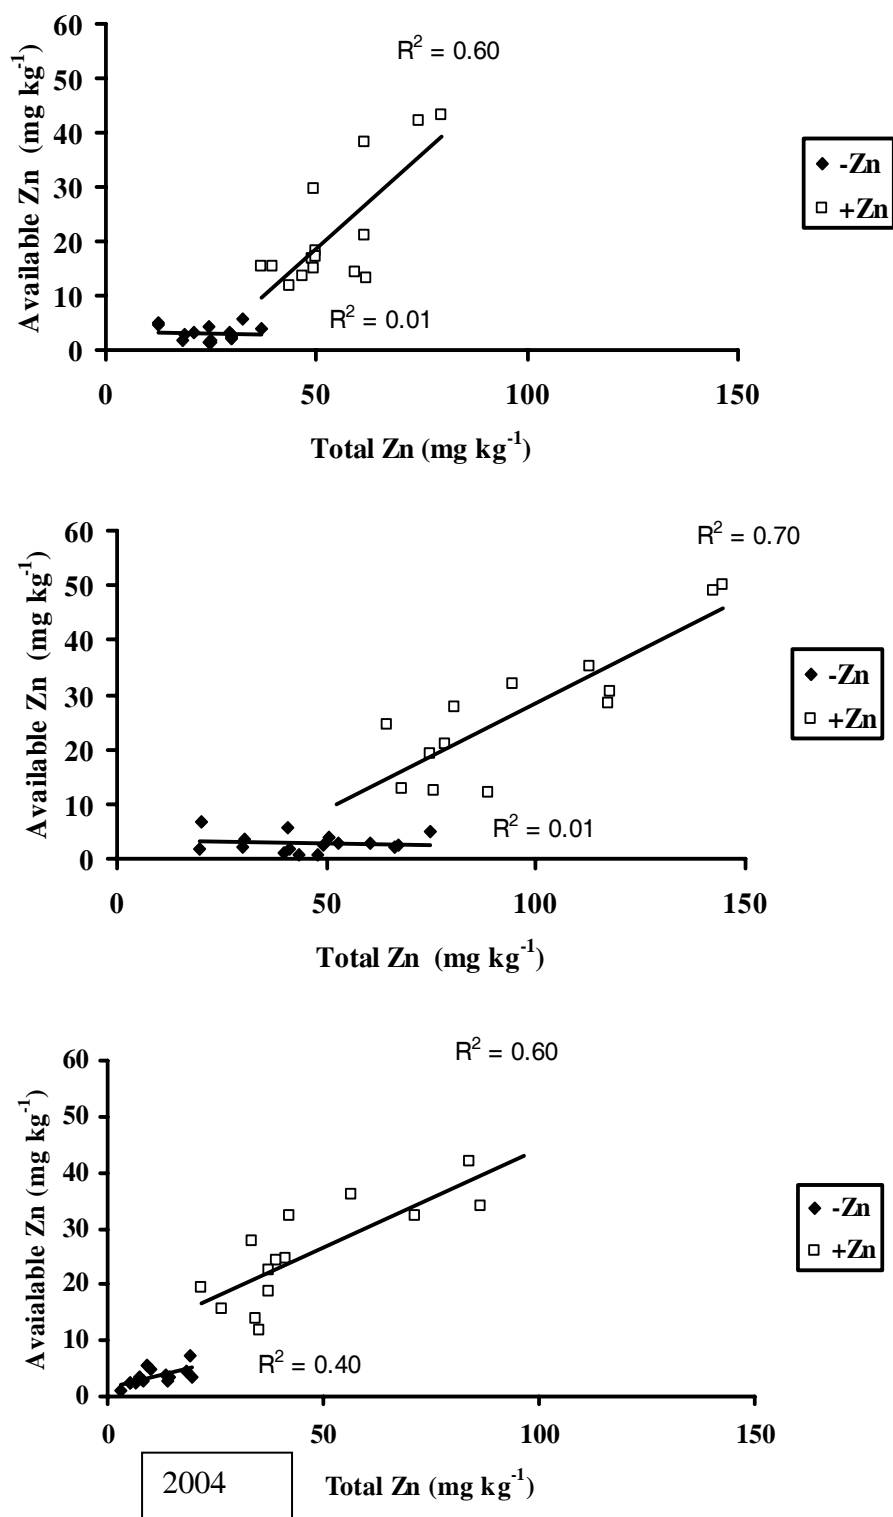 60
R² = 0.60
50
40
30
20
10
0
Available Zn (mg kg⁻¹)
-Zn
+Zn
R² = 0.01
0 50 100 150
Total Zn (mg kg⁻¹)
60
R² = 0.70
50
40
30
20
10
0
Available Zn (mg kg⁻¹)
-Zn
+Zn
R² = 0.01
0 50 100 150
Total Zn (mg kg⁻¹)
60
R² = 0.60
50
40
30
20
10
0
Avaialable Zn (mg kg⁻¹)
-Zn
+Zn
R² = 0.40
0 50 100 150
2004
Total Zn (mg kg⁻¹)